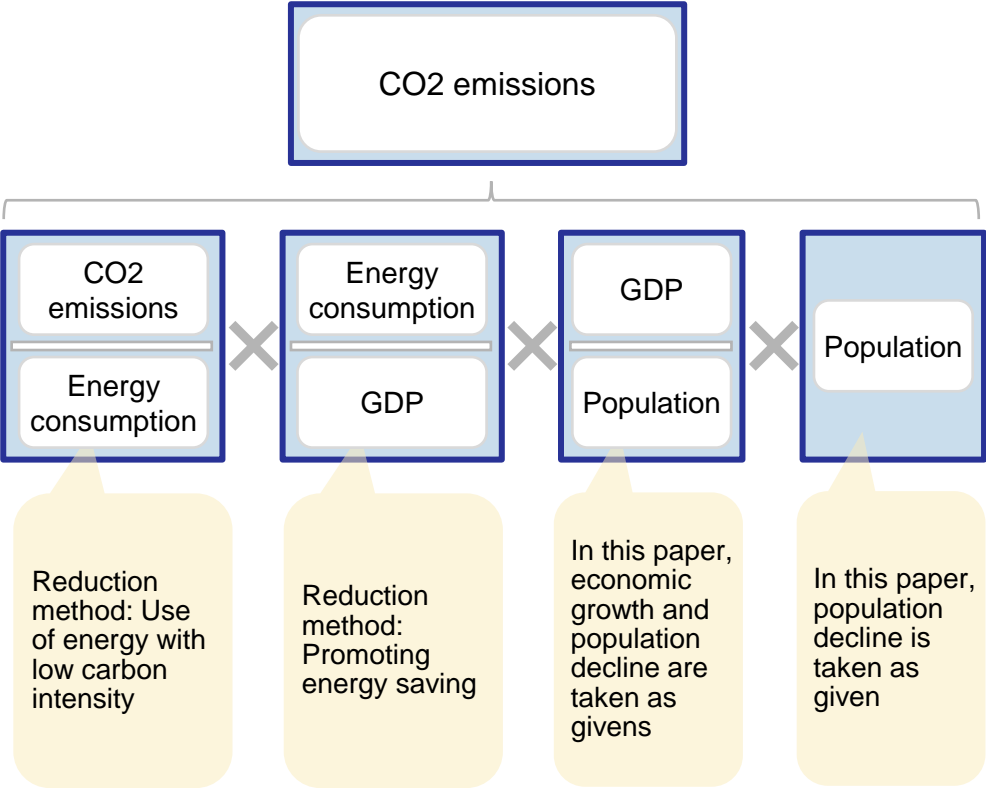 CO2 emissions
CO2
emissions
Energy
consumption
Energy
consumption
GDP
GDP
Population
Population
Reduction
method: Use
of energy with
low carbon
intensity
Reduction
method:
Promoting
energy saving
In this paper,
economic
growth and
population
decline are
taken as
givens
In this paper,
population
decline is
taken as
given